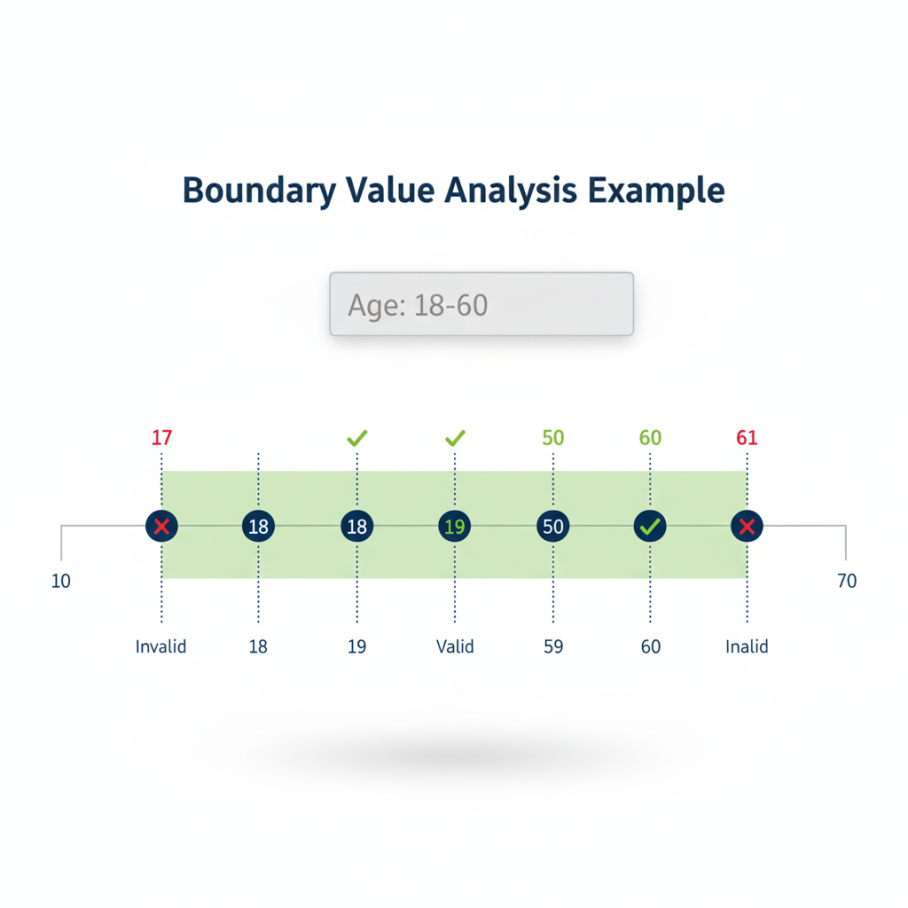 Boundary Value Analysis Example
Age: 18-60
17 50 60 61
18 18 19 50
10 70
Invalid 18 19 Valid 59 60 Inalid